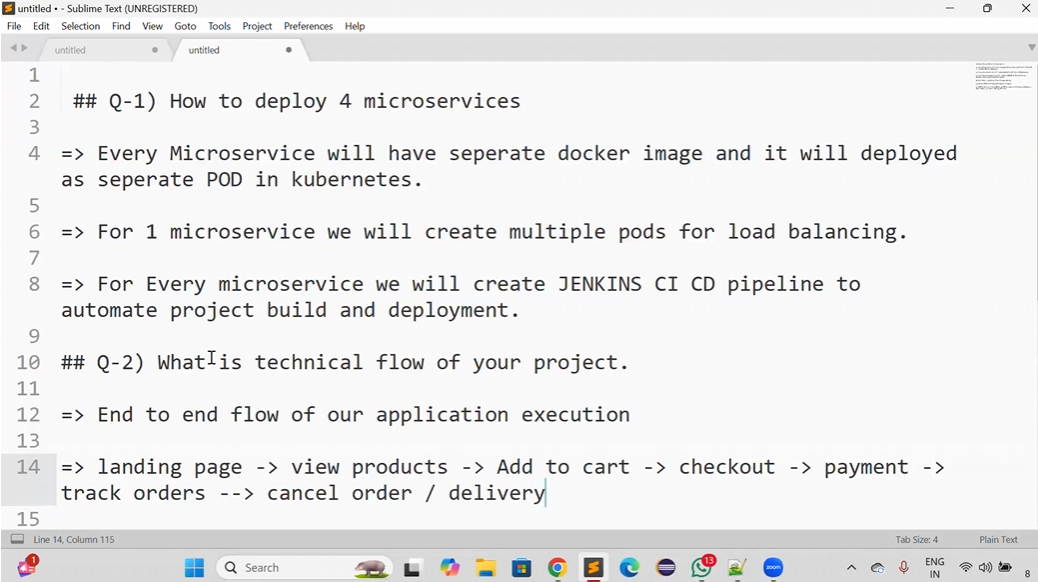 untitled • - Sublime Text (UNREGISTERED)
File Edit Selection Find View Goto Tools Project Preferences Help
untitled untitled
1
2 ## Q-1) How to deploy 4 microservices
3
4 => Every Microservice will have seperate docker image and it will deployed
as seperate POD in kubernetes.
5
6 => For 1 microservice we will create multiple pods for load balancing.
7
8 => For Every microservice we will create JENKINS CI CD pipeline to
automate project build and deployment.
9
10 ## Q-2) What is technical flow of your project.
11
12 => End to end flow of our application execution
13
14 => landing page -> view products -> Add to cart -> checkout -> payment ->
track orders --> cancel order / delivery
15
Line 14, Column 115 Tab Size: 4 Plain Text
1 Search 13 zoom ENG
IN 8